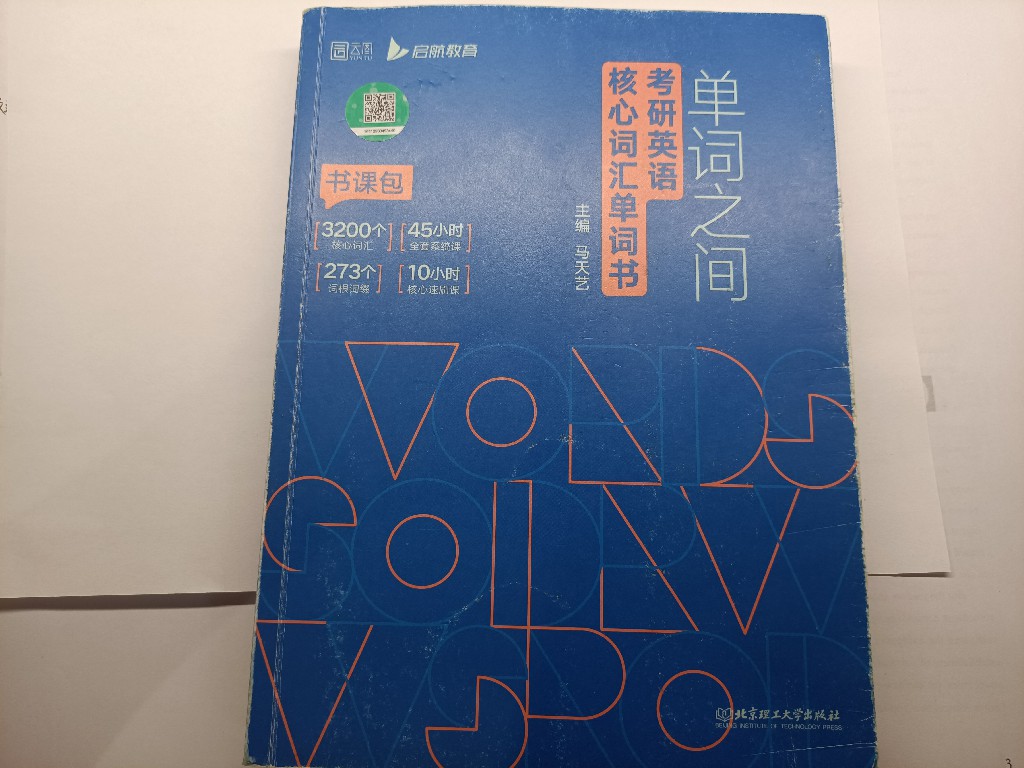 云图
YUN TU
启航教育
单词之间
考研英语
核心词汇单词书
主编 马天艺
书课包
3200个
核心词汇
45小时
全套系统课
273个
词根词缀
10小时
核心速刷课
WORDS
北京理工大学出版社
BEIJING INSTITUTE OF TECHNOLOGY PRESS
3